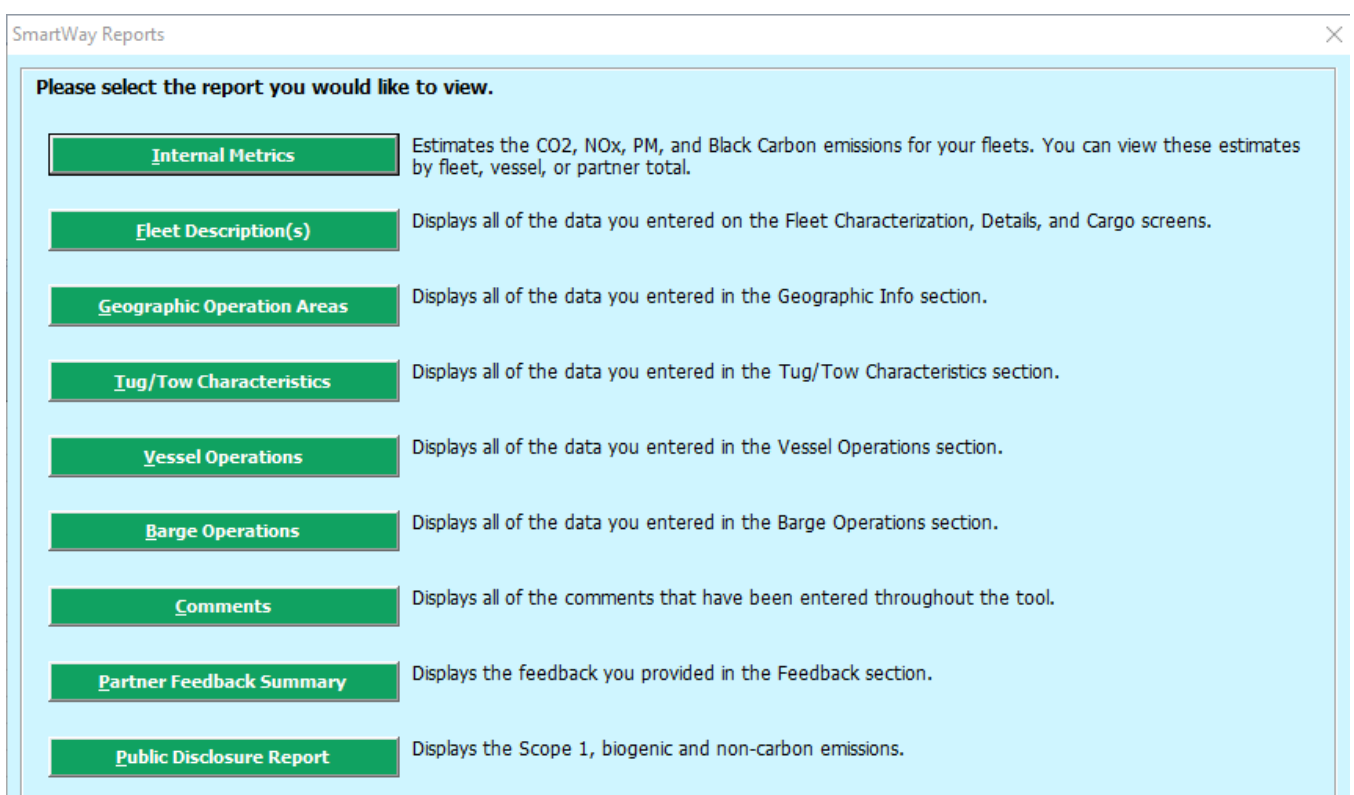 SmartWay Reports
Please select the report you would like to view.
Internal Metrics
Estimates the CO2, NOx, PM, and Black Carbon emissions for your fleets. You can view these estimates
by fleet, vessel, or partner total.
Fleet Description(s)
Displays all of the data you entered on the Fleet Characterization, Details, and Cargo screens.
Geographic Operation Areas
Displays all of the data you entered in the Geographic Info section.
Tug/Tow Characteristics
Displays all of the data you entered in the Tug/Tow Characteristics section.
Vessel Operations
Displays all of the data you entered in the Vessel Operations section.
Barge Operations
Displays all of the data you entered in the Barge Operations section.
Comments
Displays all of the comments that have been entered throughout the tool.
Partner Feedback Summary
Displays the feedback you provided in the Feedback section.
Public Disclosure Report
Displays the Scope 1, biogenic and non-carbon emissions.